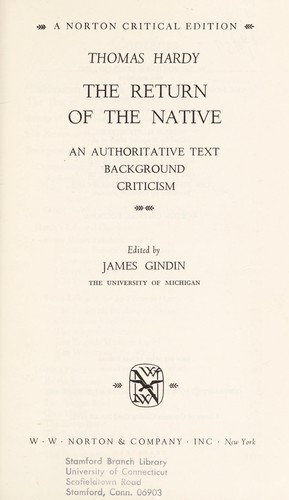 A NORTON CRITICAL EDITION
THOMAS HARDY
THE RETURN
OF THE NATIVE
AN AUTHORITATIVE TEXT
BACKGROUND
CRITICISM
Edited by
JAMES GINDIN
THE UNIVERSITY OF MICHIGAN
W · W · NORTON & COMPANY · INC · New York
Stamford Branch Library
University of Connecticut
Scofieldtown Road
Stamford, Conn. 06903